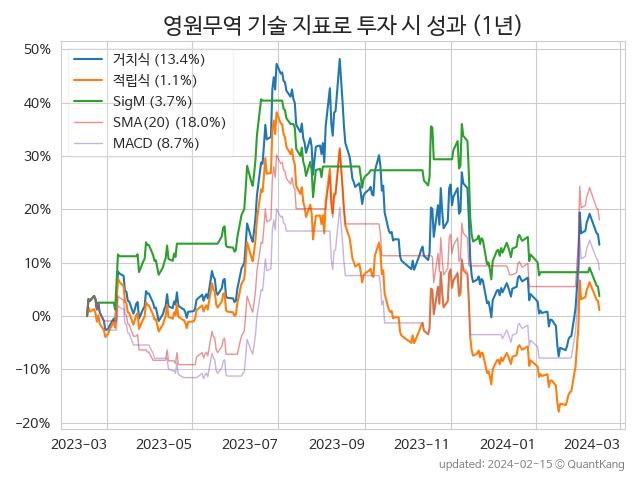 영원무역 기술 지표로 투자 시 성과 (1년)
거치식 (13.4%)
적립식 (1.1%)
SigM (3.7%)
SMA(20) (18.0%)
MACD (8.7%)
50%
40%
30%
20%
10%
0%
−10%
−20%
2023-03 2023-05 2023-07 2023-09 2023-11 2024-01 2024-03
updated: 2024-02-15 © QuantKang